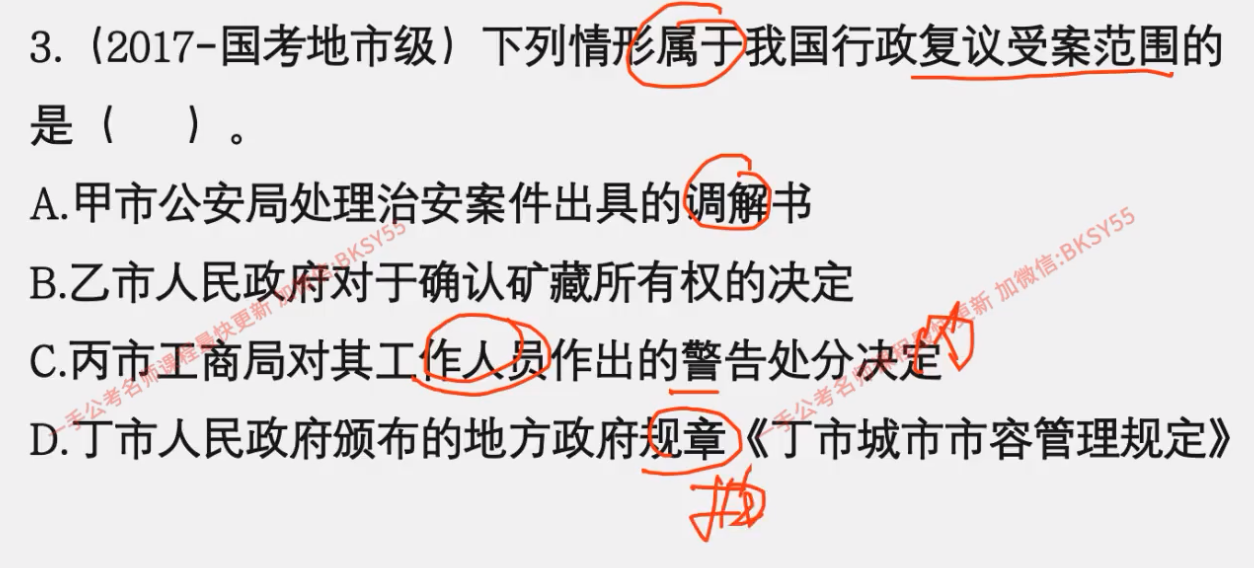 3.（2017-国考地市级）下列情形属于我国行政复议受案范围的
是（  ）。
A.甲市公安局处理治安案件出具的调解书
B.乙市人民政府对于确认矿藏所有权的决定
C.丙市工商局对其工作人员作出的警告处分决定
D.丁市人民政府颁布的地方政府规章《丁市城市市容管理规定》
一手公考名师课程最快更新 加微信:BKSY55
一手公考名师课程最快更新 加微信:BKSY55